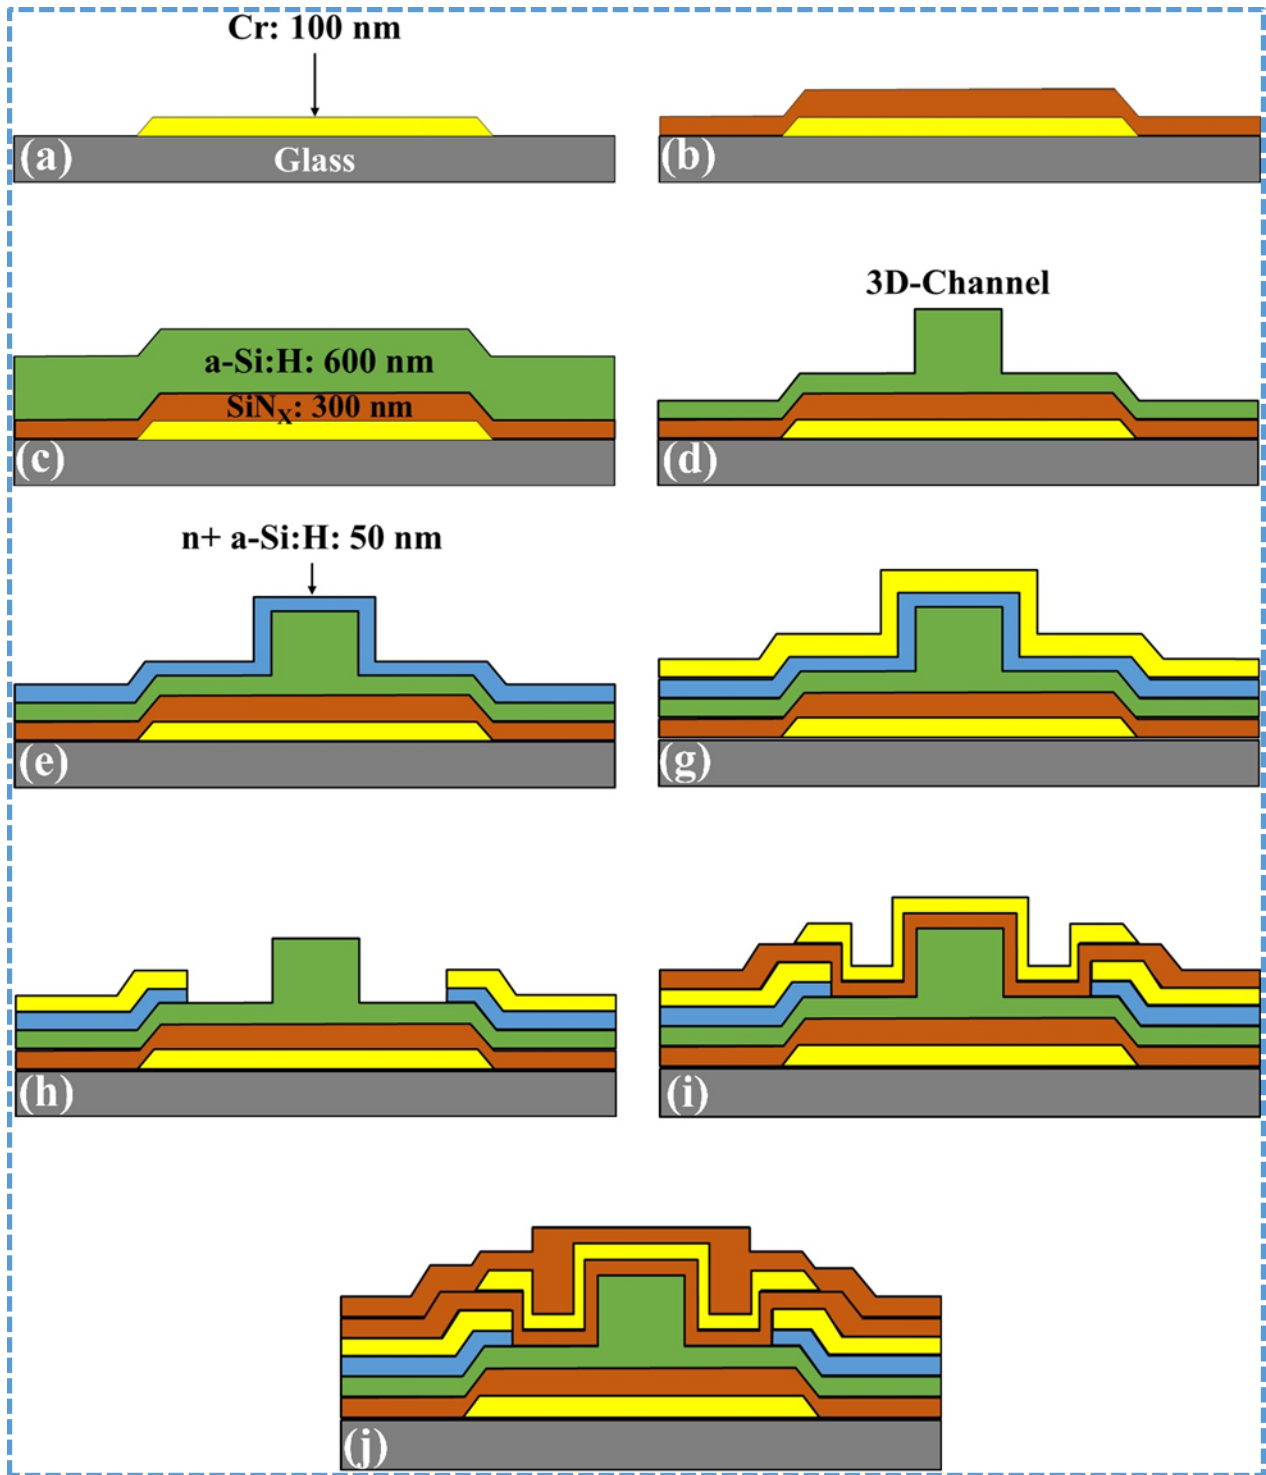 Cr: 100 nm
(a)
Glass
(b)
a-Si:H: 600 nm
SiNX: 300 nm
(c)
3D-Channel
(d)
n+ a-Si:H: 50 nm
(e)
(g)
(h)
(i)
(j)